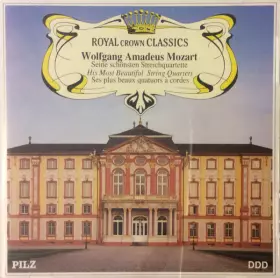 ROYAL CROWN CLASSICS
Wolfgang Amadeus Mozart
Seine schönsten Streichquartette
His Most Beautiful String Quartets
Ses plus beaux quatuors à cordes
PILZ
DDD